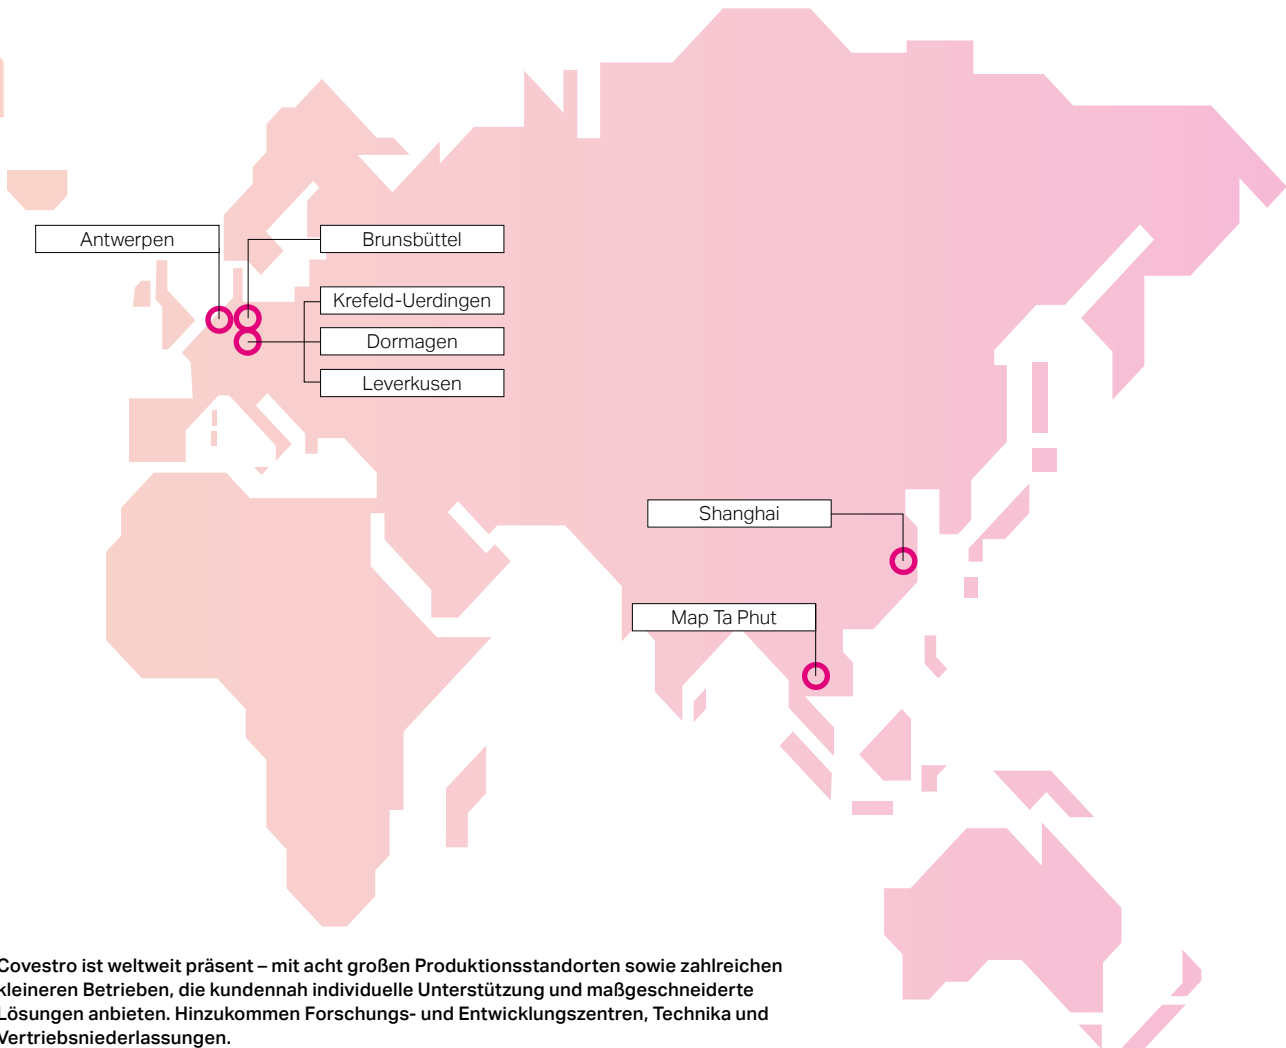 Antwerpen
Brunsbüttel
Krefeld-Uerdingen
Dormagen
Leverkusen
Shanghai
Map Ta Phut
Covestro ist weltweit präsent – mit acht großen Produktionsstandorten sowie zahlreichen
kleineren Betrieben, die kundennah individuelle Unterstützung und maßgeschneiderte
Lösungen anbieten. Hinzukommen Forschungs- und Entwicklungszentren, Technika und
Vertriebsniederlassungen.